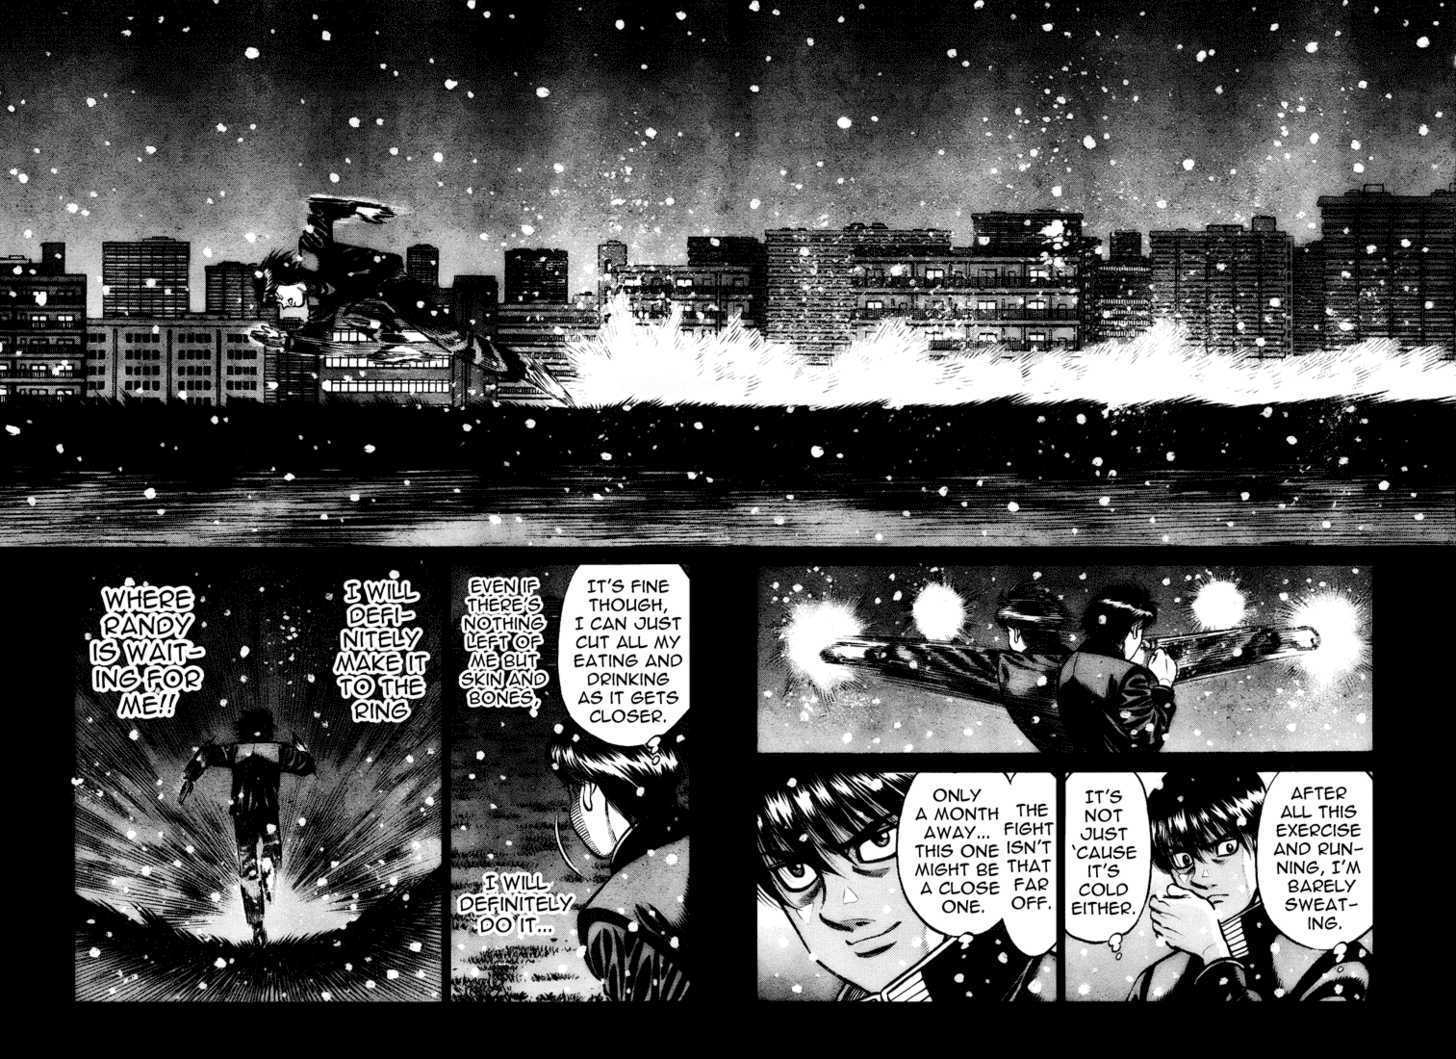 AFTER
ALL THIS
EXERCISE
AND RUN-
NING, I'M
BARELY
SWEAT-
ING.
IT'S
NOT
JUST
'CAUSE
IT'S
COLD
EITHER.
THE
FIGHT
ISN'T
THAT
FAR
OFF.
ONLY
A MONTH
AWAY...
THIS ONE
MIGHT BE
A CLOSE
ONE.
IT'S FINE
THOUGH,
I CAN JUST
CUT ALL MY
EATING AND
DRINKING
AS IT GETS
CLOSER.
EVEN IF
THERE'S
NOTHING
LEFT OF
ME BUT
SKIN AND
BONES,
I WILL
DEFINITELY
DO IT...
I WILL
DEFI-
NITELY
MAKE IT
TO THE
RING
WHERE
RANDY
IS WAIT-
ING FOR
ME!!